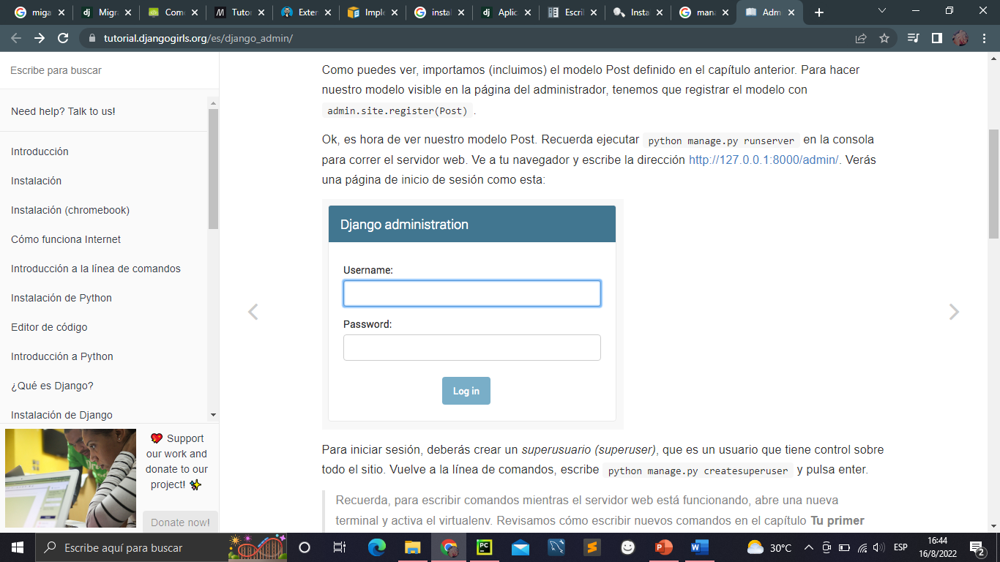 miga
Migra
Com
Tutor
Exten
Imple
instal
Aplic
Escril
Insta
mana
Adm
tutorial.djangogirls.org/es/django_admin/
Escribe para buscar
Need help? Talk to us!
Introducción
Instalación
Instalación (chromebook)
Cómo funciona Internet
Introducción a la línea de comandos
Instalación de Python
Editor de código
Introducción a Python
¿Qué es Django?
Instalación de Django
Support
our work and
donate to our
project!
Donate now!
Como puedes ver, importamos (incluimos) el modelo Post definido en el capítulo anterior. Para hacer
nuestro modelo visible en la página del administrador, tenemos que registrar el modelo con
admin.site.register(Post) .
Ok, es hora de ver nuestro modelo Post. Recuerda ejecutar python manage.py runserver en la consola
para correr el servidor web. Ve a tu navegador y escribe la dirección http://127.0.0.1:8000/admin/. Verás
una página de inicio de sesión como esta:
Django administration
Username:
Password:
Log in
Para iniciar sesión, deberás crear un superusuario (superuser), que es un usuario que tiene control sobre
todo el sitio. Vuelve a la línea de comandos, escribe python manage.py createsuperuser y pulsa enter.
Recuerda, para escribir comandos mientras el servidor web está funcionando, abre una nueva
terminal y activa el virtualenv. Revisamos cómo escribir nuevos comandos en el capítulo Tu primer
Escribe aquí para buscar
30°C
ESP
16:44
16/8/2022
2